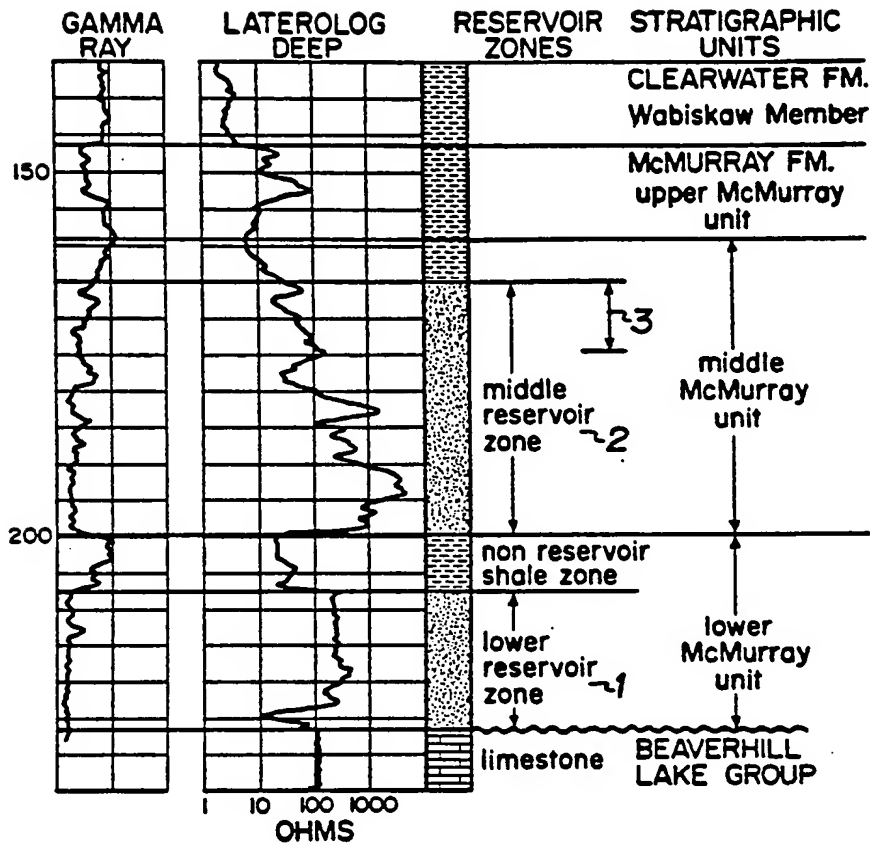 GAMMA
RAY
LATEROLOG
DEEP
RESERVOIR
ZONES
STRATIGRAPHIC
UNITS
CLEARWATER FM.
Wabiskaw Member
150
McMURRAY FM.
upper McMurray
unit
3
middle
reservoir
zone
2
middle
McMurray
unit
200
non reservoir
shale zone
lower
reservoir
zone
1
lower
McMurray
unit
limestone
BEAVERHILL
LAKE GROUP
1 10 100 1000
OHMS